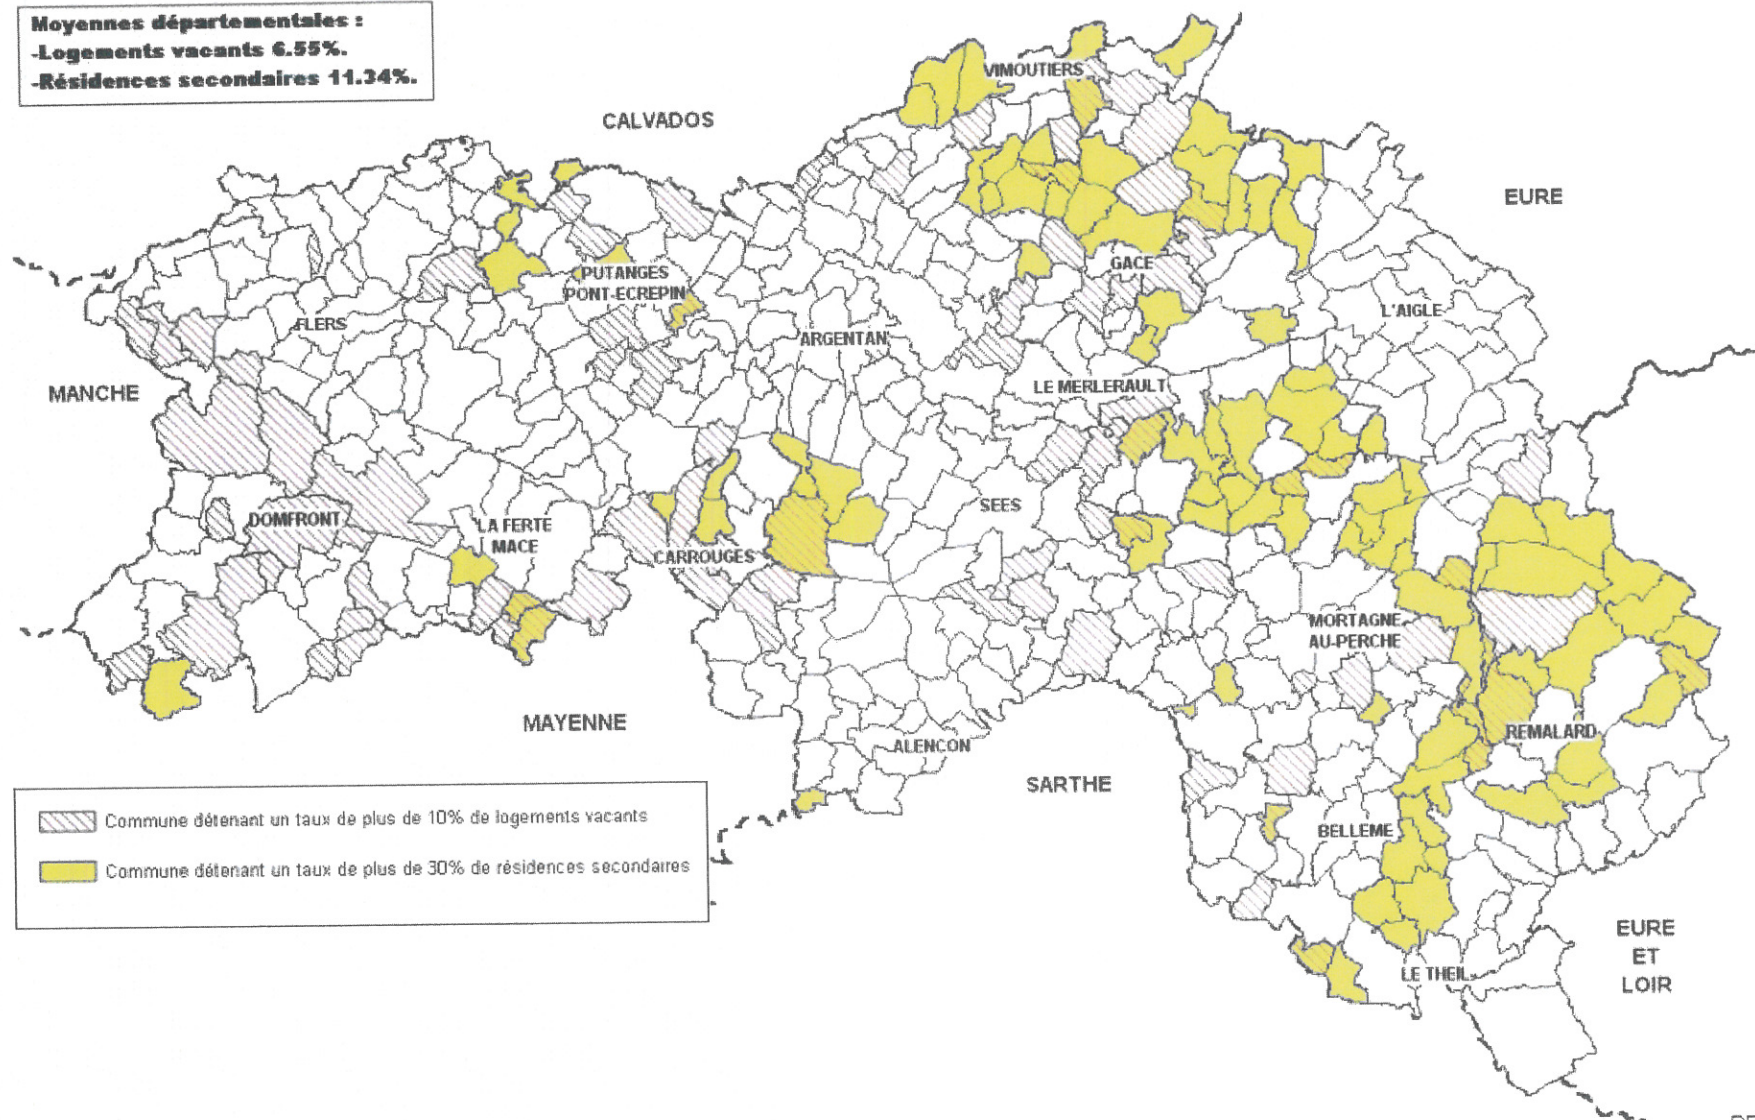 Moyennes départementales :
-Logements vacants 6.55%.
-Résidences secondaires 11.34%.
VIMOUTIERS
CALVADOS
EURE
GACE
PUTANGES
PONT-ECREPIN
L'AIGLE
FLERS
ARGENTAN
MANCHE
LE MERLERAULT
SEES
DOMFRONT
LA FERTE
MACE
CARROUGES
MORTAGNE
AU-PERCHE
MAYENNE
REMALARD
ALENCON
SARTHE
Commune détenant un taux de plus de 10% de logements vacants
BELLEME
Commune détenant un taux de plus de 30% de résidences secondaires
EURE
ET
LOIR
LE THEIL